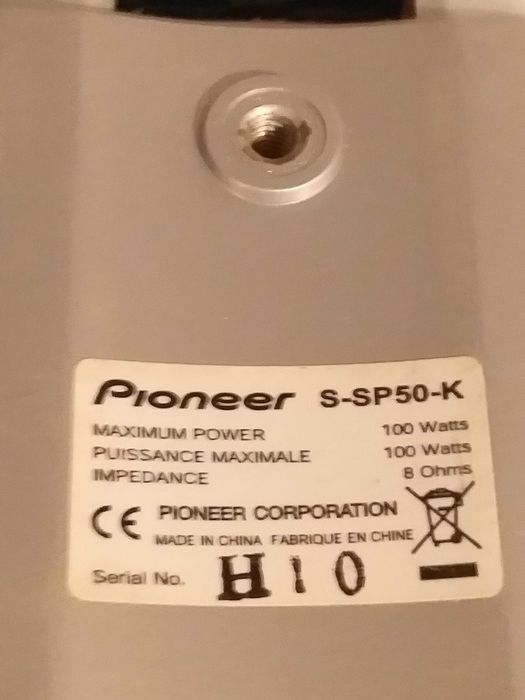 Pioneer S-SP50-K
MAXIMUM POWER 100 Watts
PUISSANCE MAXIMALE 100 Watts
IMPEDANCE 8 Ohms
CE PIONEER CORPORATION
MADE IN CHINA FABRIQUE EN CHINE
Serial No. H10